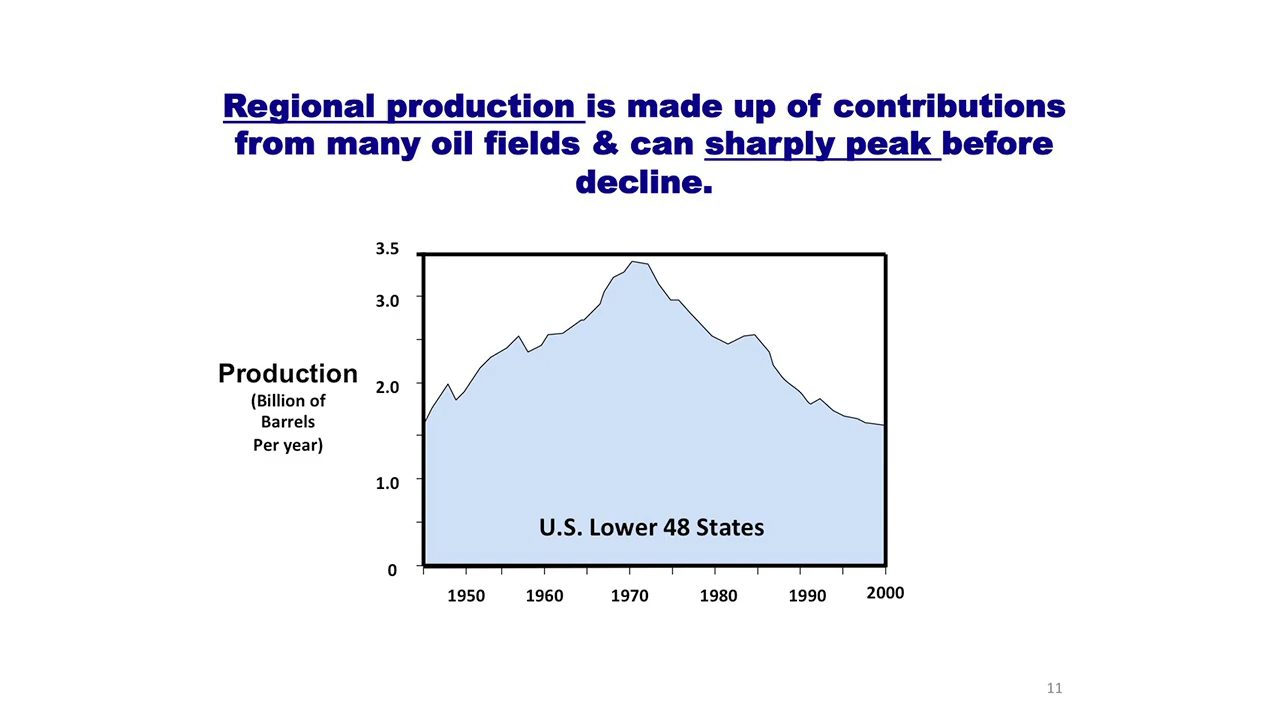 Regional production is made up of contributions
from many oil fields & can sharply peak before
decline.
3.5
3.0
2.0
1.0
0
Production
(Billion of
Barrels
Per year)
U.S. Lower 48 States
1950 1960 1970 1980 1990 2000
11